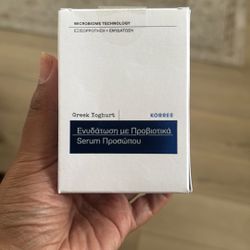 MICROBIOME TECHNOLOGY
ΕΞΙΣΟΡΡΟΠΗΣΗ + ΕΝΥΔΑΤΩΣΗ
Greek Yoghurt KORRES
Ενυδάτωση με Προβιοτικά
Serum Προσώπου